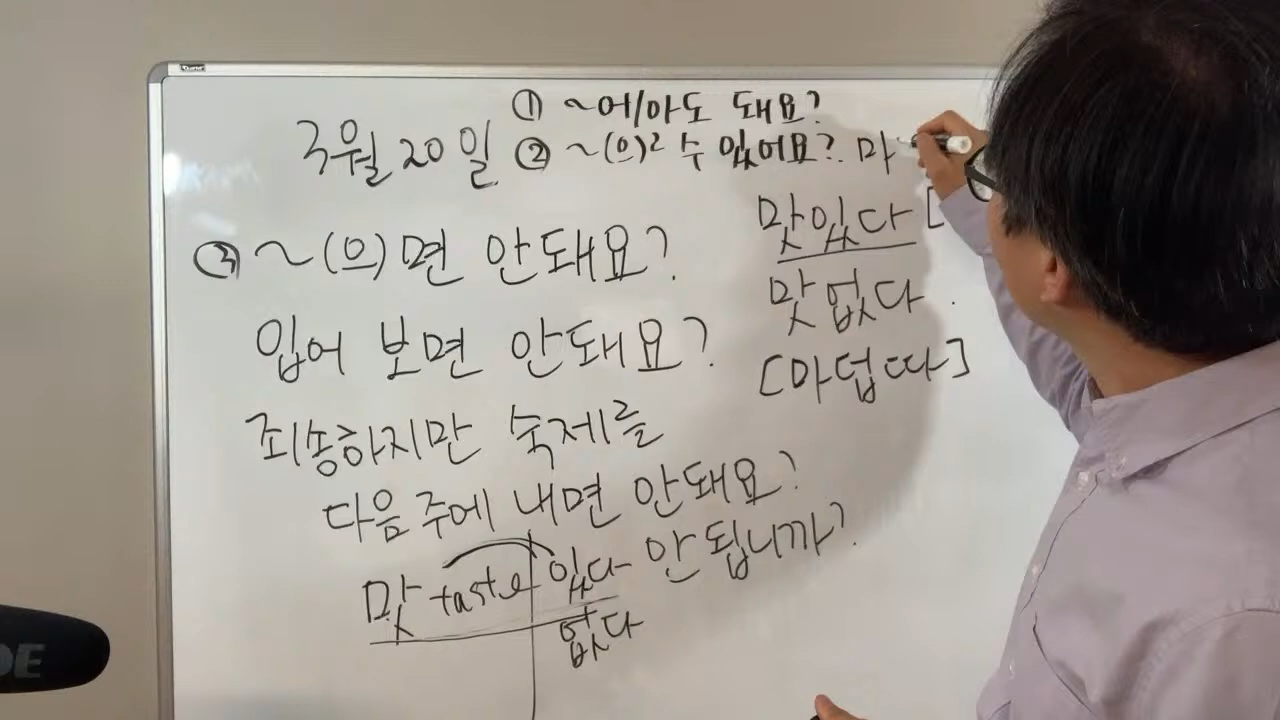 3월 20일
① ~어/아도 돼요?
② ~(으)ㄹ 수 있어요?. 마
③ ~(으)면 안돼요?
입어 보면 안돼요?
죄송하지만 숙제를
다음 주에 내면 안돼요?
안됩니까?
맛 taste 있다
없다
맛있다 [
맛없다.
[마덥따]
DE